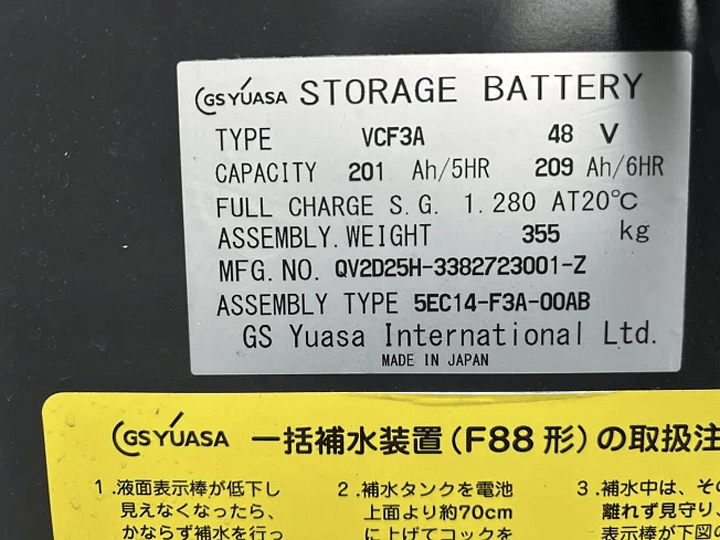 GS YUASA STORAGE BATTERY
TYPE VCF3A 48 V
CAPACITY 201 Ah/5HR 209 Ah/6HR
FULL CHARGE S.G. 1.280 AT20℃
ASSEMBLY.WEIGHT 355 kg
MFG.NO. QV2D25H-3382723001-Z
ASSEMBLY TYPE 5EC14-F3A-00AB
GS Yuasa International Ltd.
MADE IN JAPAN
GS YUASA 一括補水装置(F88形)の取扱注
1.液面表示棒が低下し
見えなくなったら、
かならず補水を行っ
2.補水タンクを電池
上面より約70cm
に上げてコックを
3.補水中は、そ
離れず見守り、
表示棒が下図の